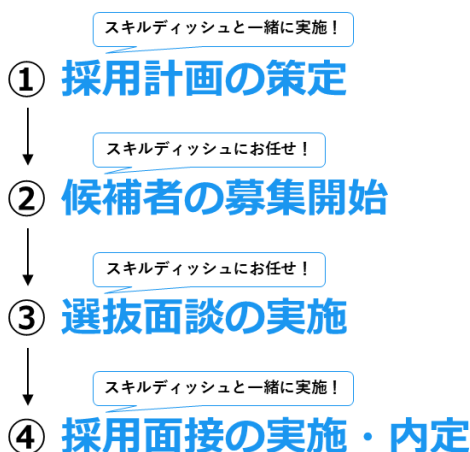 スキルディッシュと一緒に実施！
① 採用計画の策定
スキルディッシュにお任せ！
② 候補者の募集開始
スキルディッシュにお任せ！
③ 選抜面談の実施
スキルディッシュと一緒に実施！
④ 採用面接の実施・内定